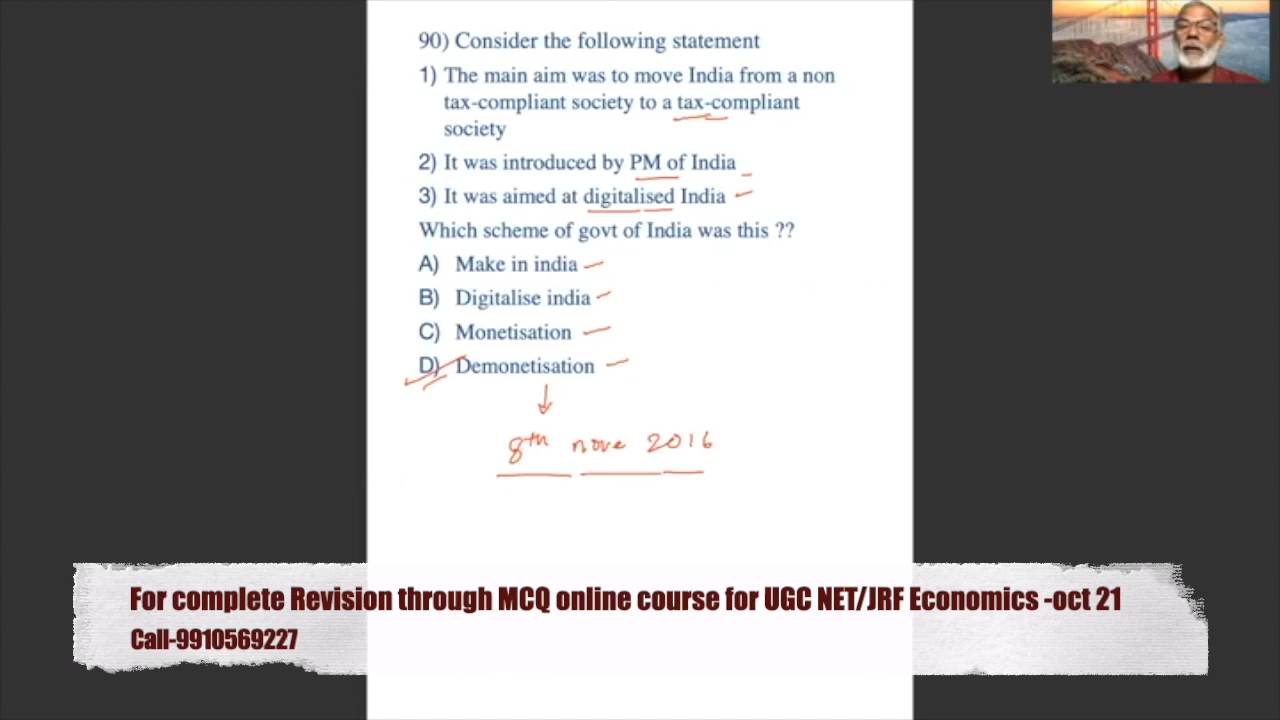 90) Consider the following statement
1) The main aim was to move India from a non
tax-compliant society to a tax-compliant
society
2) It was introduced by PM of India
3) It was aimed at digitalised India
Which scheme of govt of India was this ??
A) Make in india
B) Digitalise india
C) Monetisation
D) Demonetisation
8th nove 2016
For complete Revision through MCQ online course for UGC NET/JRF Economics -oct 21
Call-9910569227